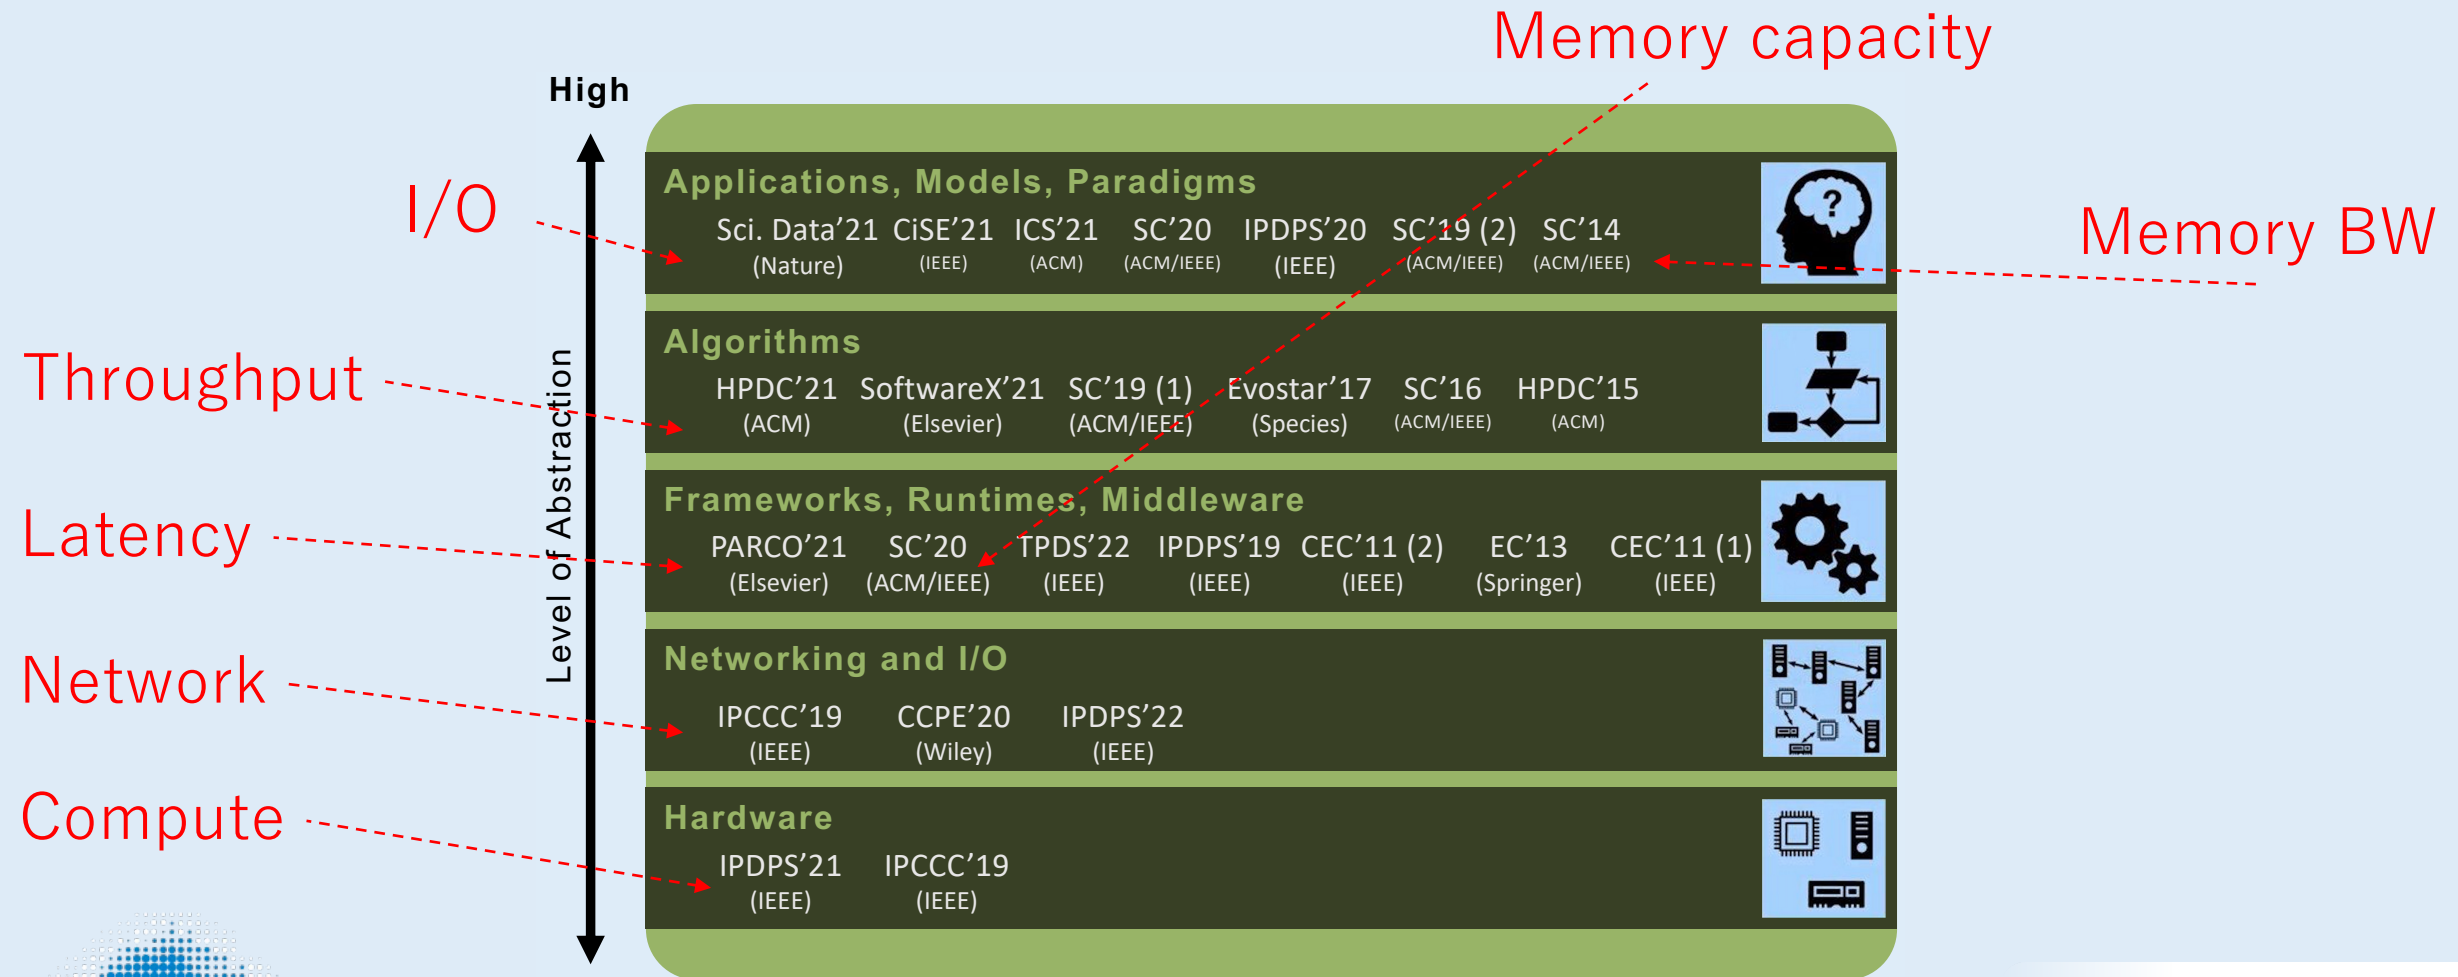 Memory capacity
High
Applications, Models, Paradigms
I/O
Sci. Data’21 CiSE’21 ICS’21 SC’20 IPDPS’20 SC’19 (2) SC’14
(Nature) (IEEE) (ACM) (ACM/IEEE) (IEEE) (ACM/IEEE) (ACM/IEEE)
?
Memory BW
Algorithms
Throughput
HPDC’21 SoftwareX’21 SC’19 (1) Evostar’17 SC’16 HPDC’15
(ACM) (Elsevier) (ACM/IEEE) (Species) (ACM/IEEE) (ACM)
Level of Abstraction
Frameworks, Runtimes, Middleware
Latency
PARCO’21 SC’20 TPDS’22 IPDPS’19 CEC’11 (2) EC’13 CEC’11 (1)
(Elsevier) (ACM/IEEE) (IEEE) (IEEE) (IEEE) (Springer) (IEEE)
Networking and I/O
Network
IPCCC’19 CCPE’20 IPDPS’22
(IEEE) (Wiley) (IEEE)
Hardware
Compute
IPDPS’21 IPCCC’19
(IEEE) (IEEE)